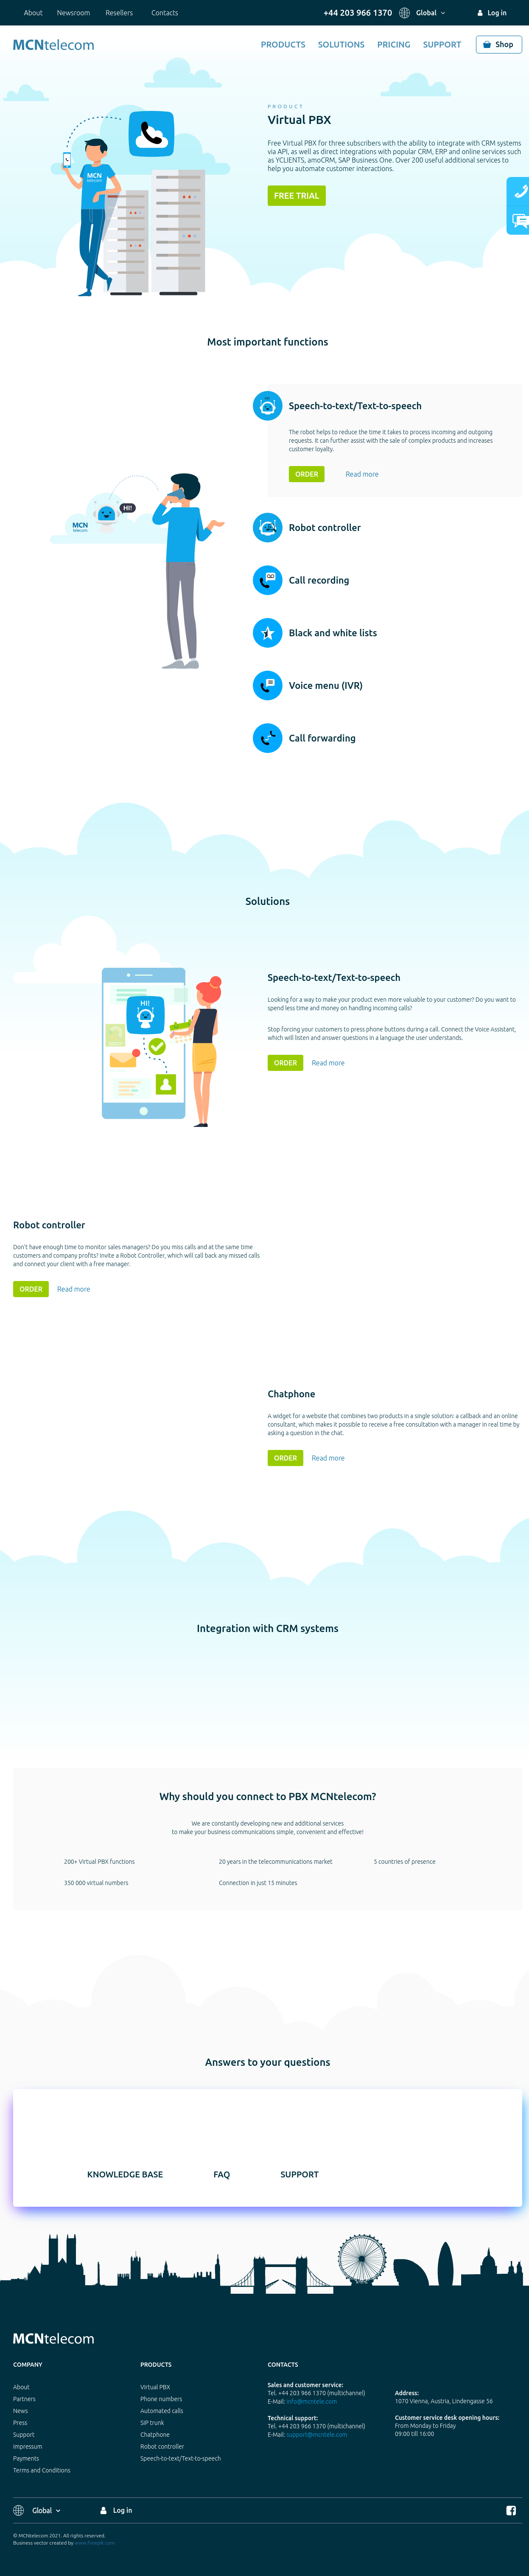 About Newsroom Resellers Contacts +44 203 966 1370 Global Log in
MCNtelecom PRODUCTS SOLUTIONS PRICING SUPPORT Shop
PRODUCT
Virtual PBX
Free Virtual PBX for three subscribers with the ability to integrate with CRM systems
via API, as well as direct integrations with popular CRM, ERP and online services such
as YCLIENTS, amoCRM, SAP Business One. Over 200 useful additional services to
help you automate customer interactions.
FREE TRIAL
MCN
telecom
Most important functions
Speech-to-text/Text-to-speech
The robot helps to reduce the time it takes to process incoming and outgoing
requests. It can further assist with the sale of complex products and increases
customer loyalty.
ORDER Read more
HI!
MCN
telecom
Robot controller
Call recording
Black and white lists
Voice menu (IVR)
Call forwarding
Solutions
HI!
Speech-to-text/Text-to-speech
Looking for a way to make your product even more valuable to your customer? Do you want to
spend less time and money on handling incoming calls?
Stop forcing your customers to press phone buttons during a call. Connect the Voice Assistant,
which will listen and answer questions in a language the user understands.
ORDER Read more
Robot controller
Don't have enough time to monitor sales managers? Do you miss calls and at the same time
customers and company profits? Invite a Robot Controller, which will call back any missed calls
and connect your client with a free manager.
ORDER Read more
Chatphone
A widget for a website that combines two products in a single solution: a callback and an online
consultant, which makes it possible to receive a free consultation with a manager in real time by
asking a question in the chat.
ORDER Read more
Integration with CRM systems
Why should you connect to PBX MCNtelecom?
We are constantly developing new and additional services
to make your business communications simple, convenient and effective!
200+ Virtual PBX functions 20 years in the telecommunications market 5 countries of presence
350 000 virtual numbers Connection in just 15 minutes
Answers to your questions
KNOWLEDGE BASE FAQ SUPPORT
MCNtelecom
COMPANY
About
Partners
News
Press
Support
Impressum
Payments
Terms and Conditions
PRODUCTS
Virtual PBX
Phone numbers
Automated calls
SIP trunk
Chatphone
Robot controller
Speech-to-text/Text-to-speech
CONTACTS
Sales and customer service:
Tel. +44 203 966 1370 (multichannel)
E-Mail: info@mcntele.com
Technical support:
Tel. +44 203 966 1370 (multichannel)
E-Mail: support@mcntele.com
Address:
1070 Vienna, Austria, Lindengasse 56
Customer service desk opening hours:
From Monday to Friday
09:00 till 16:00
Global Log in
© MCNtelecom 2021. All rights reserved.
Business vector created by www.freepik.com